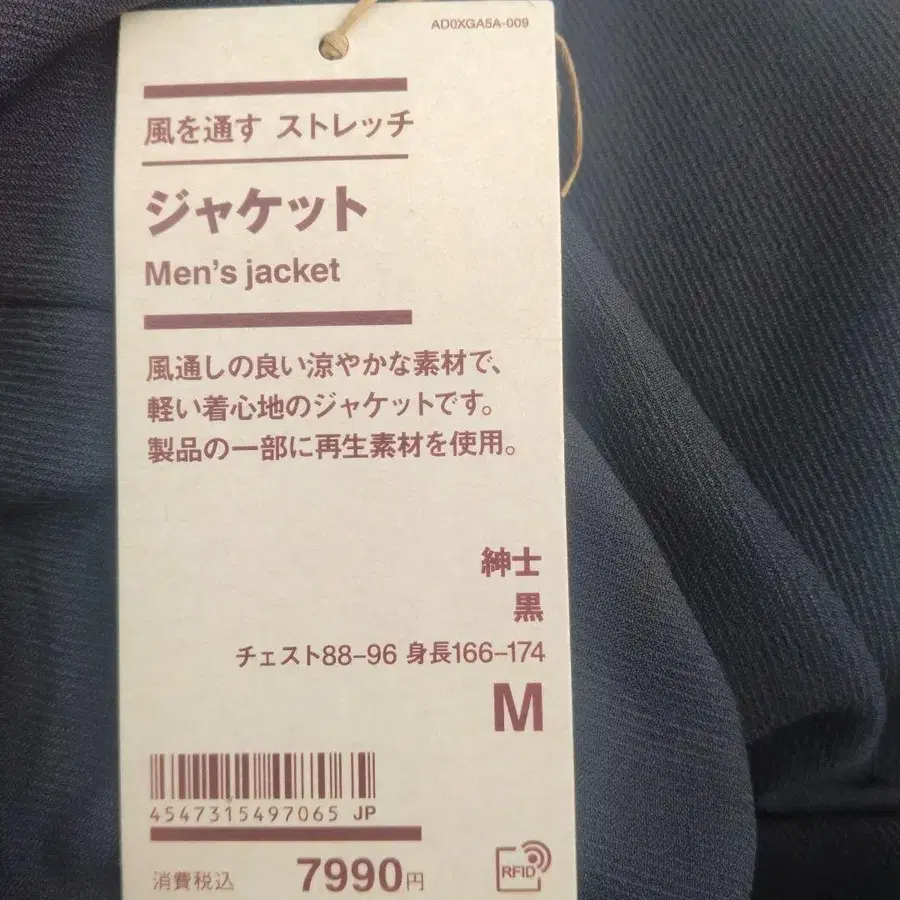 AD0XGA5A-009
風を通す ストレッチ
ジャケット
Men's jacket
風通しの良い涼やかな素材で、
軽い着心地のジャケットです。
製品の一部に再生素材を使用。
紳士
黒
チェスト88-96 身長166-174
M
4547315497065 JP
消費税込 7990円
RFID